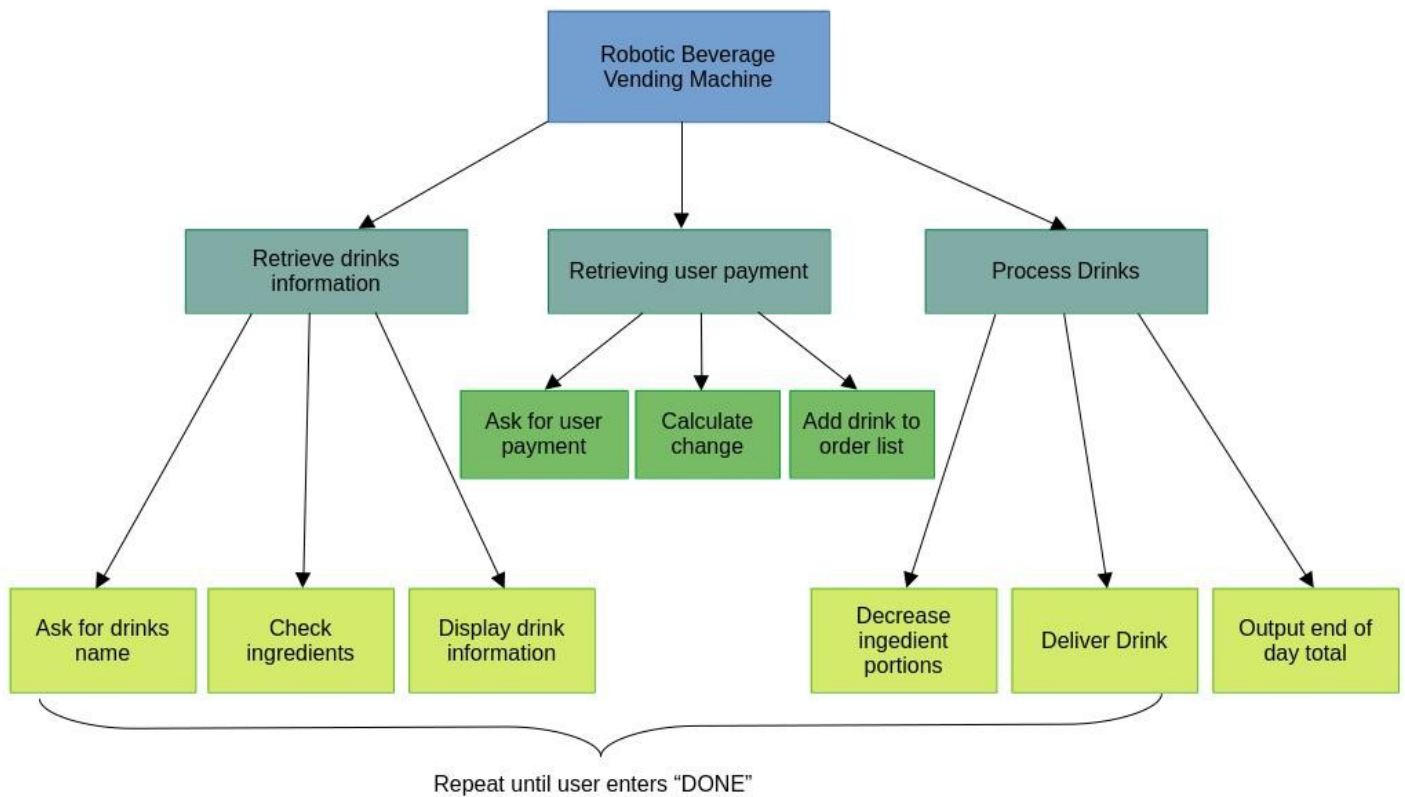 Robotic Beverage
Vending Machine
Retrieve drinks
information
Retrieving user payment
Process Drinks
Ask for user
payment
Calculate
change
Add drink to
order list
Ask for drinks
name
Check
ingredients
Display drink
information
Decrease
ingedient
portions
Deliver Drink
Output end of
day total
Repeat until user enters “DONE”